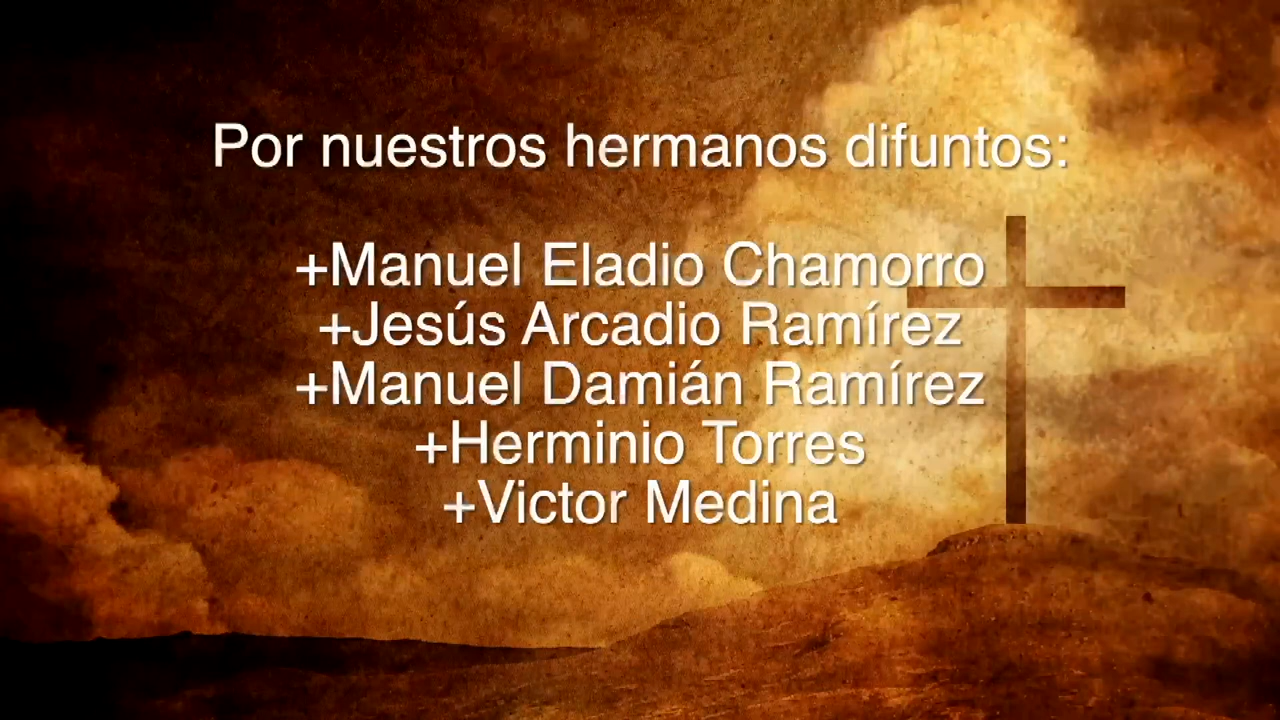 Por nuestros hermanos difuntos:
+Manuel Eladio Chamorro
+Jesús Arcadio Ramírez
+Manuel Damián Ramírez
+Herminio Torres
+Victor Medina